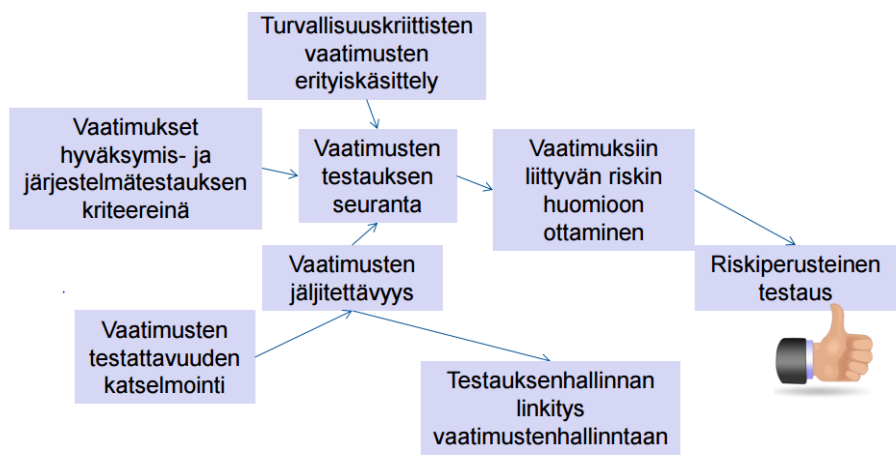 Turvallisuuskriittisten
vaatimusten
erityiskäsittely
Vaatimukset
hyväksymis- ja
järjestelmätestauksen
kriteereinä
Vaatimusten
testauksen
seuranta
Vaatimuksiin
liittyvän riskin
huomioon
ottaminen
Vaatimusten
jäljitettävyys
Riskiperusteinen
testaus
Vaatimusten
testattavuuden
katselmointi
Testauksenhallinnan
linkitys
vaatimustenhallinntaan